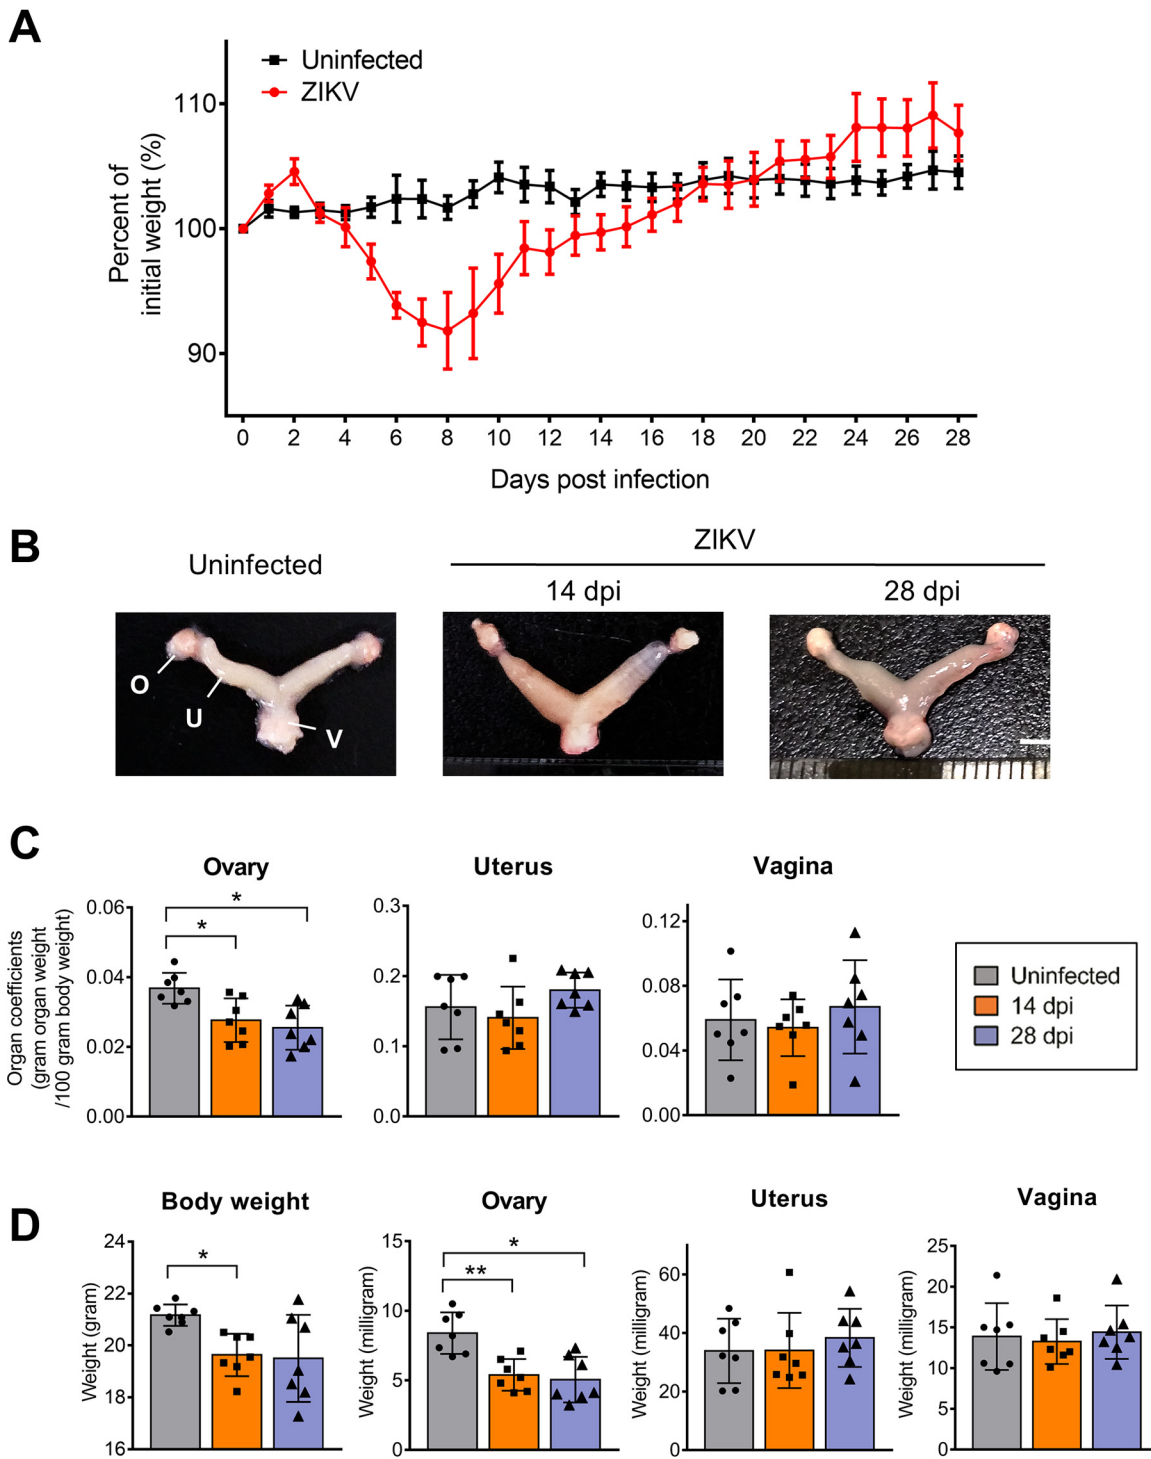 A
Uninfected
ZIKV
Percent of
initial weight (%)
110
100
90
0 2 4 6 8 10 12 14 16 18 20 22 24 26 28
Days post infection
B
Uninfected
ZIKV
14 dpi
28 dpi
O
U
V
C
Ovary
Uterus
Vagina
Organ coefficients
(gram organ weight
/100 gram body weight)
0.06
0.04
0.02
0.00
*
*
0.3
0.2
0.1
0.0
0.12
0.08
0.04
0.00
Uninfected
14 dpi
28 dpi
D
Body weight
Ovary
Uterus
Vagina
Weight (gram)
24
22
20
18
16
*
Weight (milligram)
15
10
5
0
*
**
Weight (milligram)
60
40
20
0
Weight (milligram)
25
20
15
10
5
0